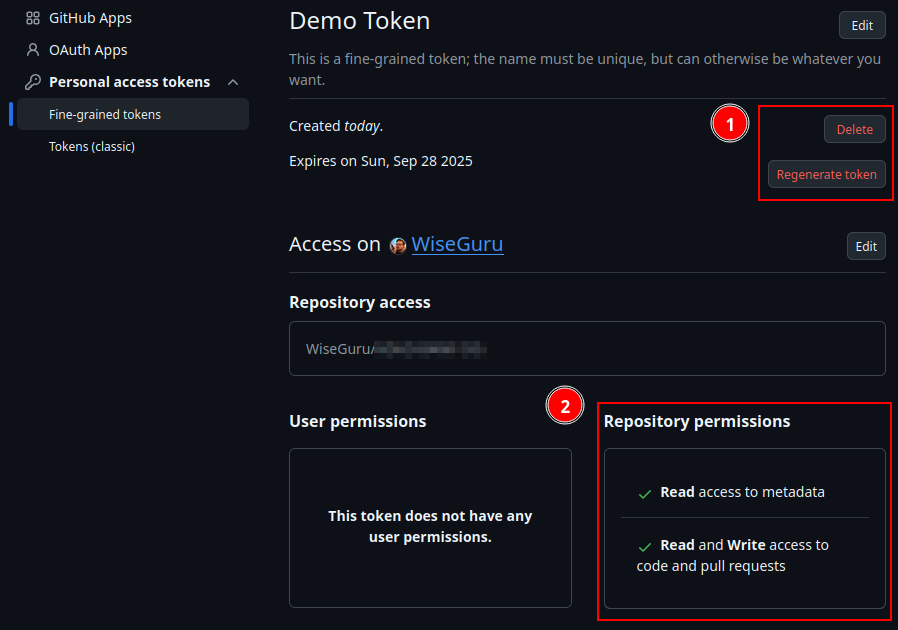 GitHub Apps
OAuth Apps
Personal access tokens
Fine-grained tokens
Tokens (classic)
Demo Token
Edit
This is a fine-grained token; the name must be unique, but can otherwise be whatever you
want.
Created today.
Expires on Sun, Sep 28 2025
1
Delete
Regenerate token
Access on WiseGuru
Edit
Repository access
WiseGuru/
User permissions
This token does not have any
user permissions.
2
Repository permissions
Read access to metadata
Read and Write access to
code and pull requests